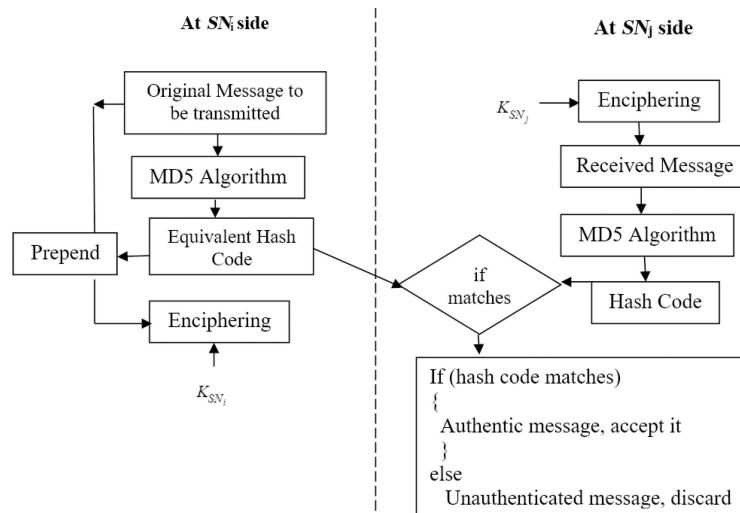 At SNi side
Original Message to
be transmitted
MD5 Algorithm
Equivalent Hash
Code
Prepend
Enciphering
K_SNi
At SNj side
K_SNj
Enciphering
Received Message
MD5 Algorithm
Hash Code
if
matches
If (hash code matches)
{
Authentic message, accept it
}
else
Unauthenticated message, discard